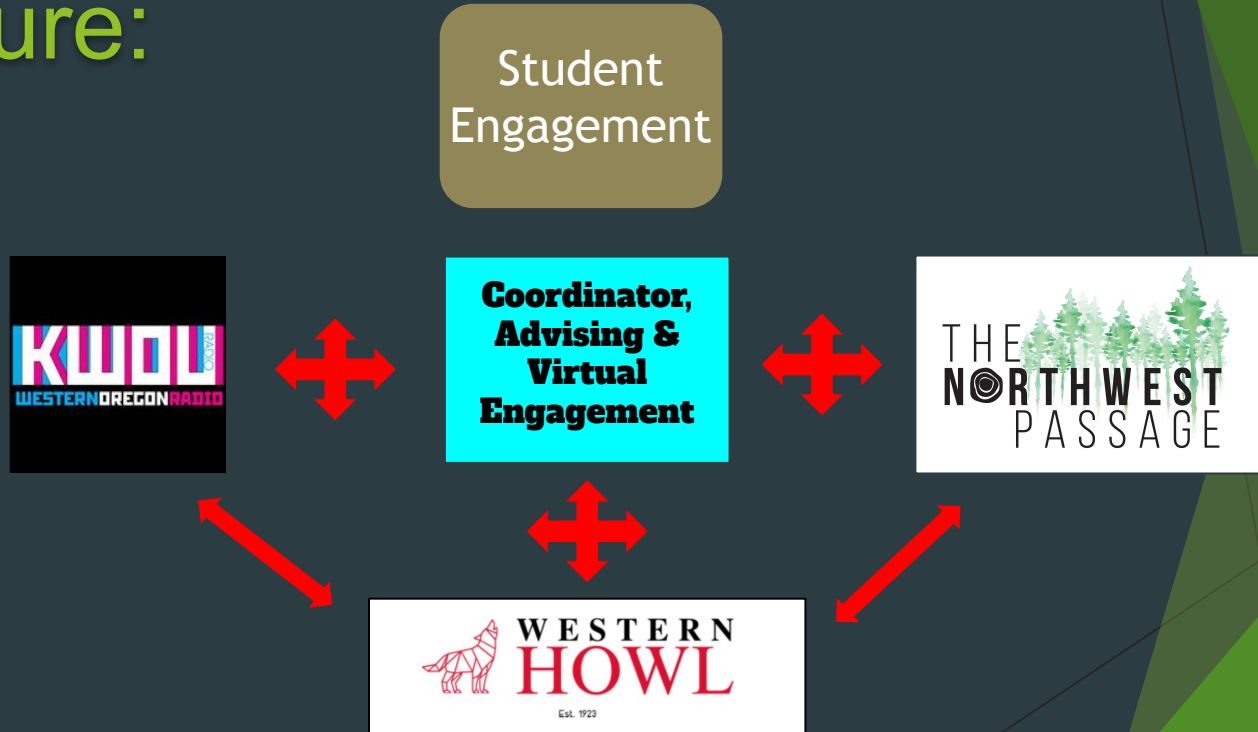 ure:
Student
Engagement
KWOU
RADIO
WESTERNOREGONRADIO
Coordinator,
Advising &
Virtual
Engagement
THE
NORTHWEST
PASSAGE
WESTERN
HOWL
Est. 1923